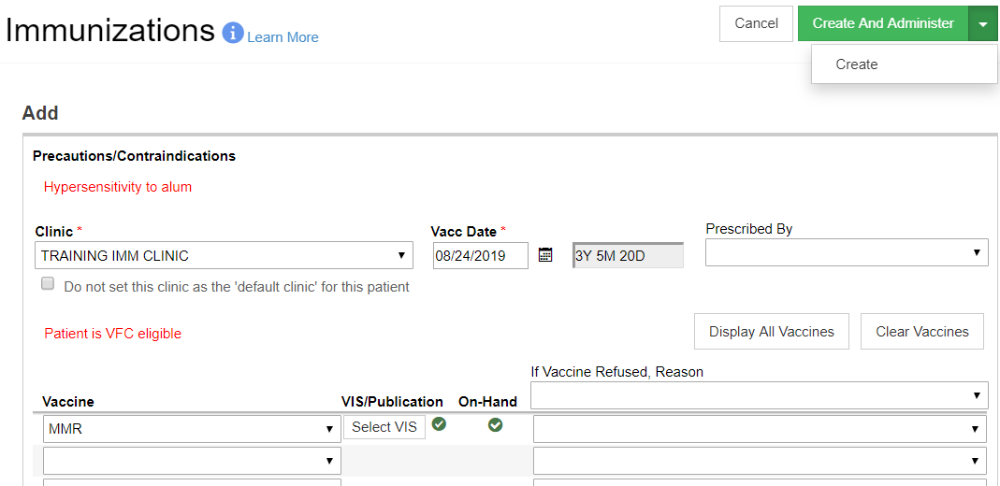 Immunizations i Learn More
Cancel
Create And Administer
Create
Add
Precautions/Contraindications
Hypersensitivity to alum
Clinic *
Vacc Date *
Prescribed By
TRAINING IMM CLINIC
08/24/2019
3Y 5M 20D
Do not set this clinic as the 'default clinic' for this patient
Patient is VFC eligible
Display All Vaccines
Clear Vaccines
If Vaccine Refused, Reason
Vaccine
VIS/Publication
On-Hand
MMR
Select VIS